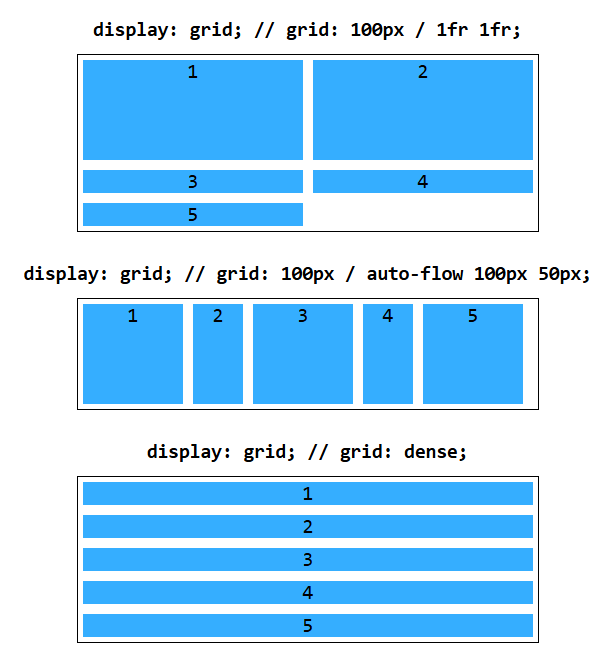 display: grid; // grid: 100px / 1fr 1fr;
1 2
3 4
5
display: grid; // grid: 100px / auto-flow 100px 50px;
1 2 3 4 5
display: grid; // grid: dense;
1
2
3
4
5